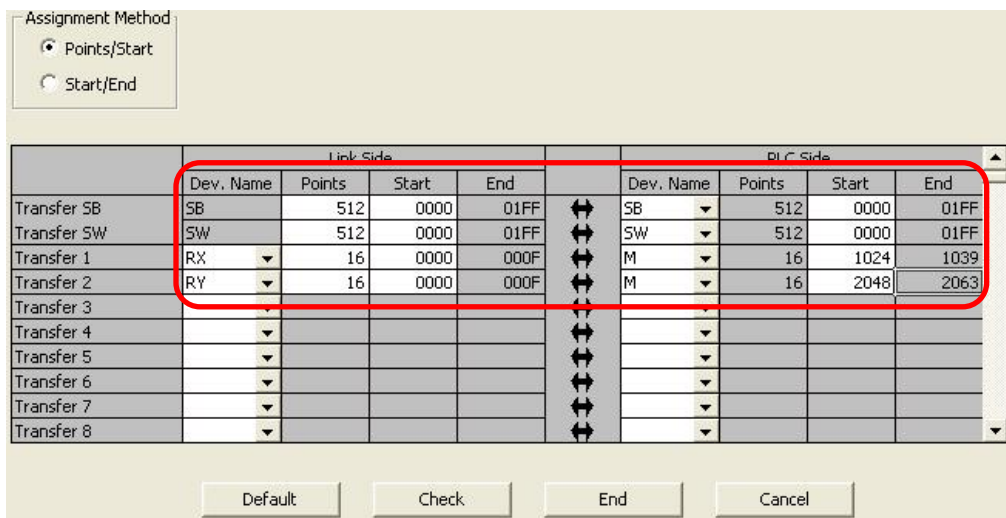 Assignment Method
Points/Start
Start/End
Link Side PLC Side
Dev. Name Points Start End Dev. Name Points Start End
Transfer SB SB 512 0000 01FF SB 512 0000 01FF
Transfer SW SW 512 0000 01FF SW 512 0000 01FF
Transfer 1 RX 16 0000 000F M 16 1024 1039
Transfer 2 RY 16 0000 000F M 16 2048 2063
Transfer 3
Transfer 4
Transfer 5
Transfer 6
Transfer 7
Transfer 8
Default Check End Cancel